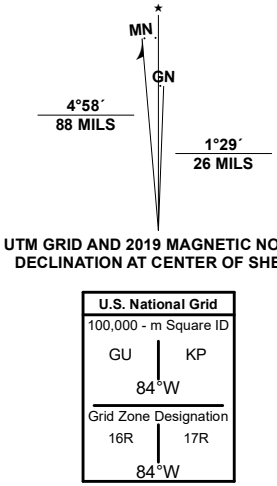 ★
MN
GN
4°58´
88 MILS
1°29´
26 MILS
UTM GRID AND 2019 MAGNETIC NO
DECLINATION AT CENTER OF SHE
U.S. National Grid
100,000 - m Square ID
GU KP
84°W
Grid Zone Designation
16R 17R
84°W